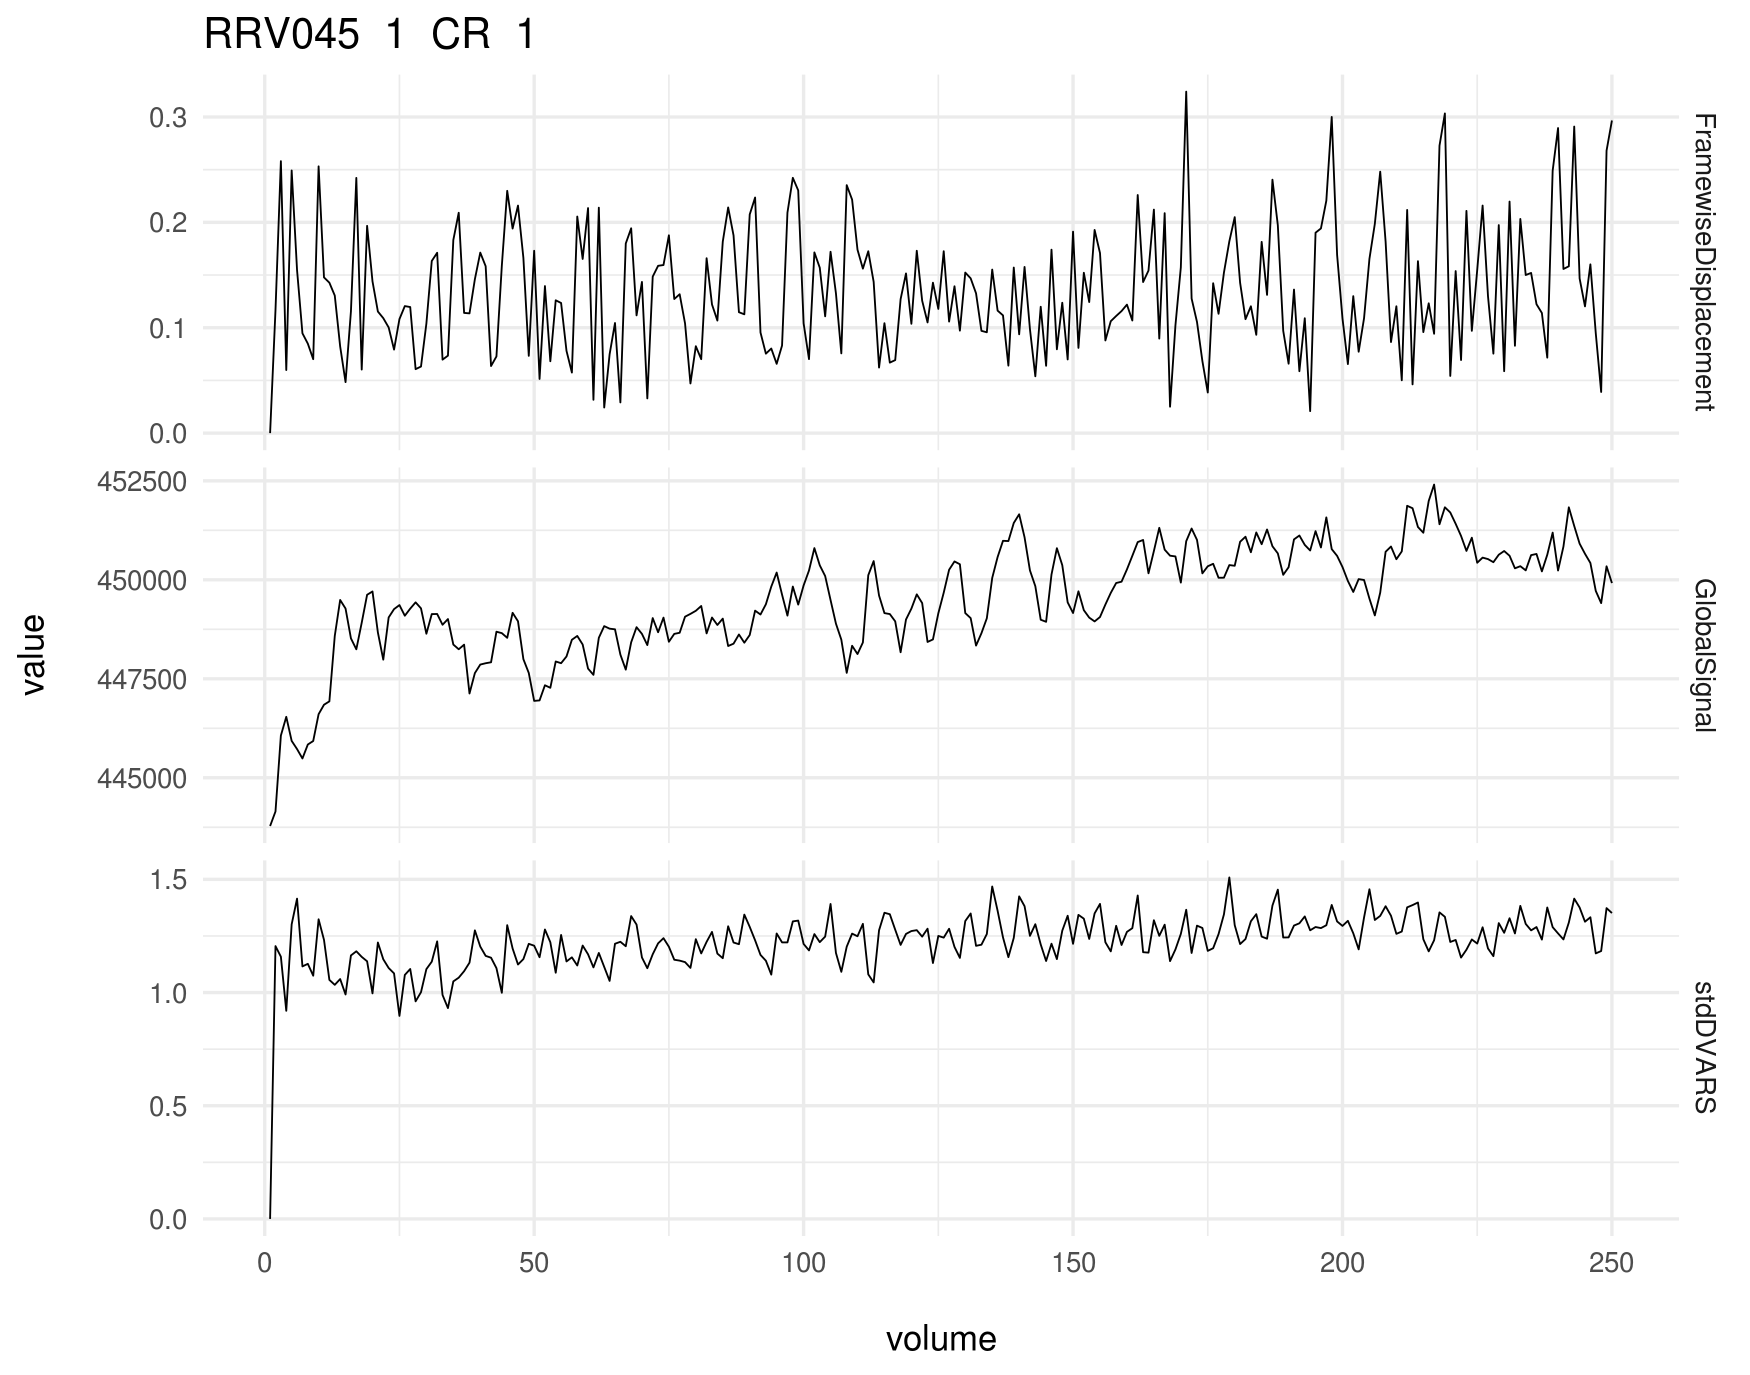 RRV045 1 CR 1
0.3
0.2
0.1
0.0
FramewiseDisplacement
452500
450000
447500
445000
GlobalSignal
value
1.5
1.0
0.5
0.0
stdDVARS
0 50 100 150 200 250
volume